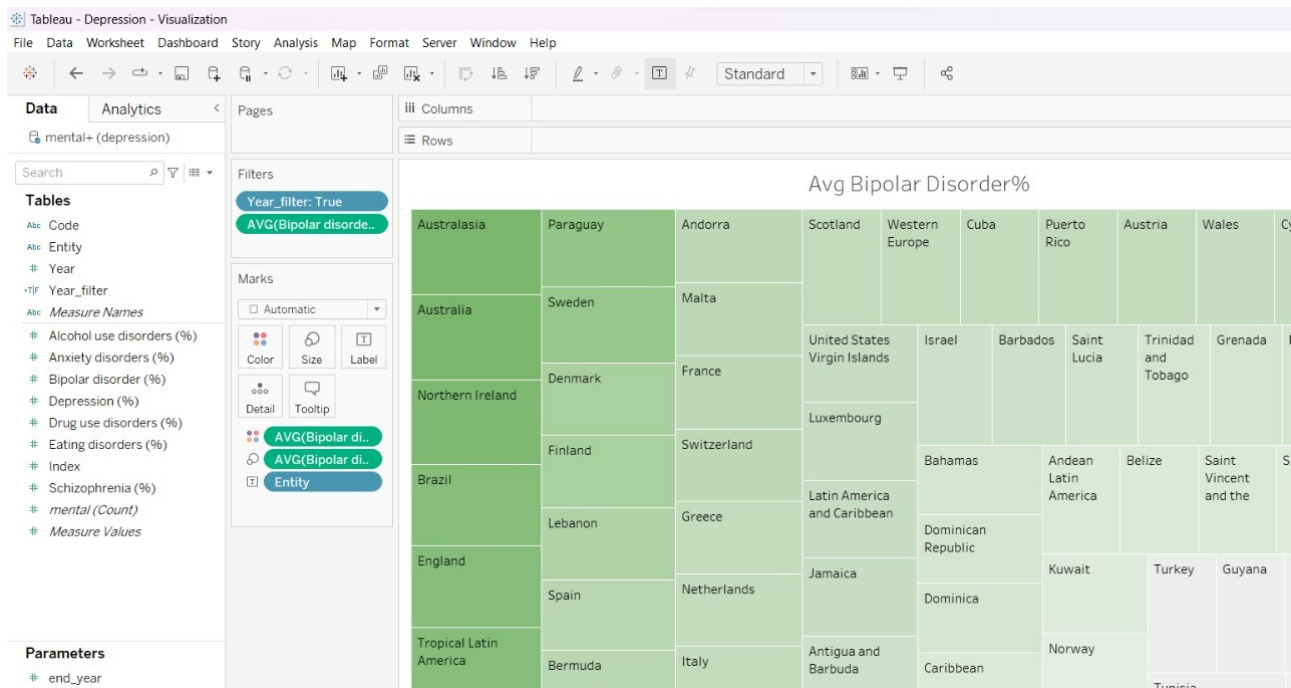 Tableau - Depression - Visualization
File Data Worksheet Dashboard Story Analysis Map Format Server Window Help
Standard
Data Analytics
mental+ (depression)
Search
Tables
Abc Code
Abc Entity
# Year
=T|F Year_filter
Abc Measure Names
# Alcohol use disorders (%)
# Anxiety disorders (%)
# Bipolar disorder (%)
# Depression (%)
# Drug use disorders (%)
# Eating disorders (%)
# Index
# Schizophrenia (%)
# mental (Count)
# Measure Values
Parameters
# end_year
Pages
Filters
Year_filter: True
AVG(Bipolar disorde..
Marks
Automatic
Color Size Label
Detail Tooltip
AVG(Bipolar di..
AVG(Bipolar di..
Entity
Columns
Rows
Avg Bipolar Disorder%
Australasia
Australia
Northern Ireland
Brazil
England
Tropical Latin
America
Paraguay
Sweden
Denmark
Finland
Lebanon
Spain
Bermuda
Andorra
Malta
France
Switzerland
Greece
Netherlands
Italy
Scotland
Western
Europe
Cuba
Puerto
Rico
Austria
Wales
United States
Virgin Islands
Luxembourg
Latin America
and Caribbean
Jamaica
Antigua and
Barbuda
Israel
Barbados
Saint
Lucia
Trinidad
and
Tobago
Grenada
Bahamas
Dominican
Republic
Dominica
Caribbean
Andean
Latin
America
Belize
Saint
Vincent
and the
Kuwait
Norway
Turkey
Guyana